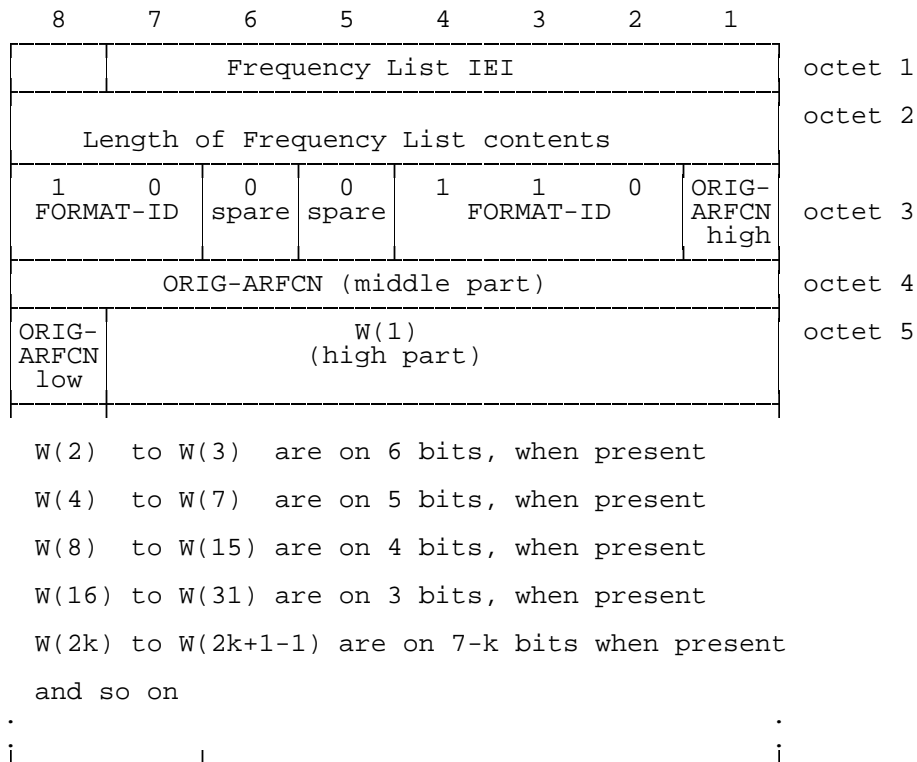 8 7 6 5 4 3 2 1
Frequency List IEI octet 1
octet 2
Length of Frequency List contents
1 0 0 0 1 1 0 ORIG-
FORMAT-ID spare spare FORMAT-ID ARFCN octet 3
high
ORIG-ARFCN (middle part) octet 4
ORIG- W(1) octet 5
ARFCN (high part)
low
W(2) to W(3) are on 6 bits, when present
W(4) to W(7) are on 5 bits, when present
W(8) to W(15) are on 4 bits, when present
W(16) to W(31) are on 3 bits, when present
W(2k) to W(2k+1-1) are on 7-k bits when present
and so on